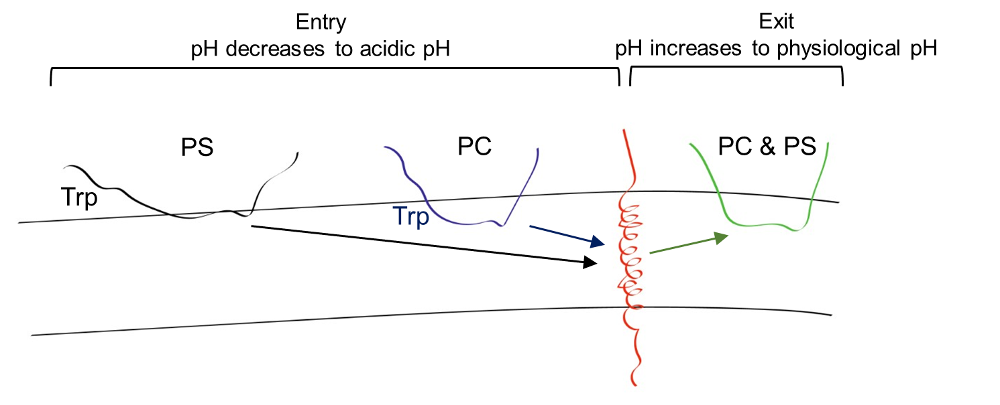 Entry
pH decreases to acidic pH
Exit
pH increases to physiological pH
PS
PC
PC & PS
Trp
Trp